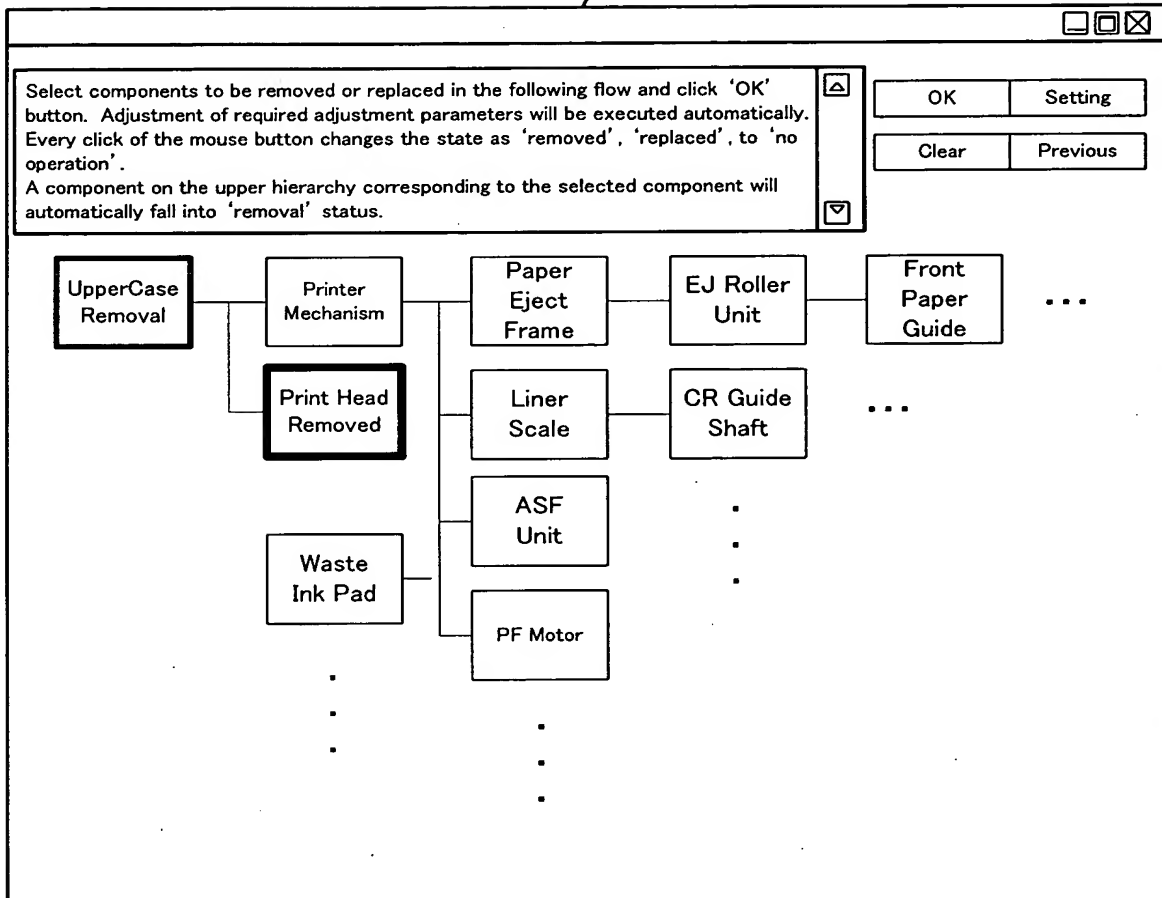 Select components to be removed or replaced in the following flow and click ‘OK’
button. Adjustment of required adjustment parameters will be executed automatically.
Every click of the mouse button changes the state as ‘removed’, ‘replaced’, to ‘no
operation’.
A component on the upper hierarchy corresponding to the selected component will
automatically fall into ‘removal’ status.
OK
Setting
Clear
Previous
UpperCase
Removal
Printer
Mechanism
Paper
Eject
Frame
EJ Roller
Unit
Front
Paper
Guide
...
Print Head
Removed
Liner
Scale
CR Guide
Shaft
...
ASF
Unit
Waste
Ink Pad
PF Motor